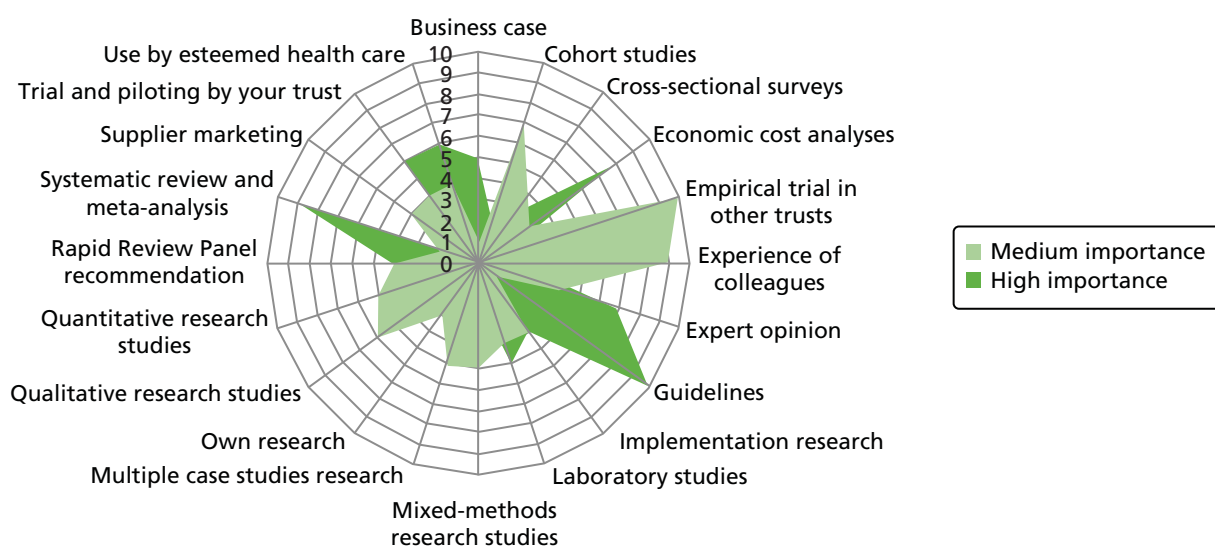 Business case
Cohort studies
Cross-sectional surveys
Economic cost analyses
Empirical trial in
other trusts
Experience of
colleagues
Expert opinion
Guidelines
Implementation research
Laboratory studies
Mixed-methods
research studies
Multiple case studies research
Own research
Qualitative research studies
Quantitative research
studies
Rapid Review Panel
recommendation
Systematic review and
meta-analysis
Supplier marketing
Trial and piloting by your trust
Use by esteemed health care
10
9
8
7
6
5
4
3
2
1
0
Medium importance
High importance